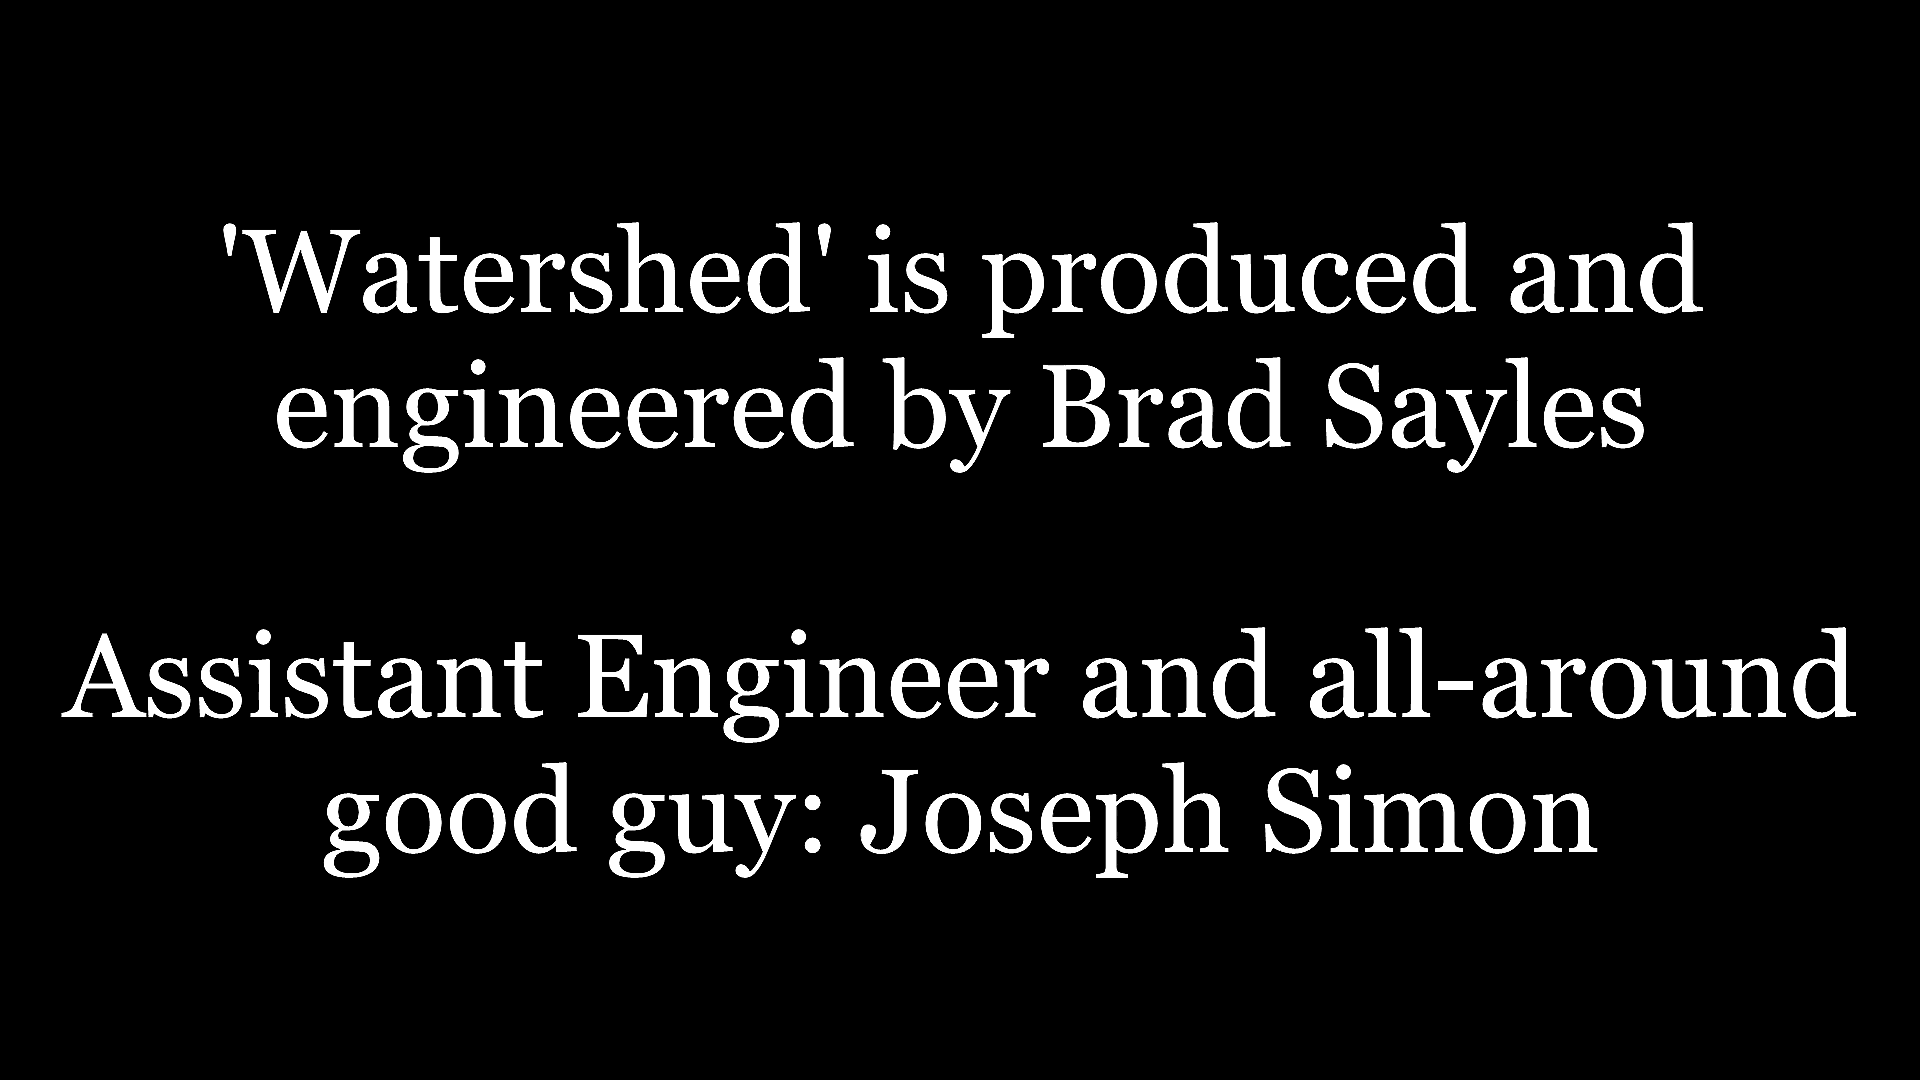 'Watershed' is produced and
engineered by Brad Sayles
Assistant Engineer and all-around
good guy: Joseph Simon